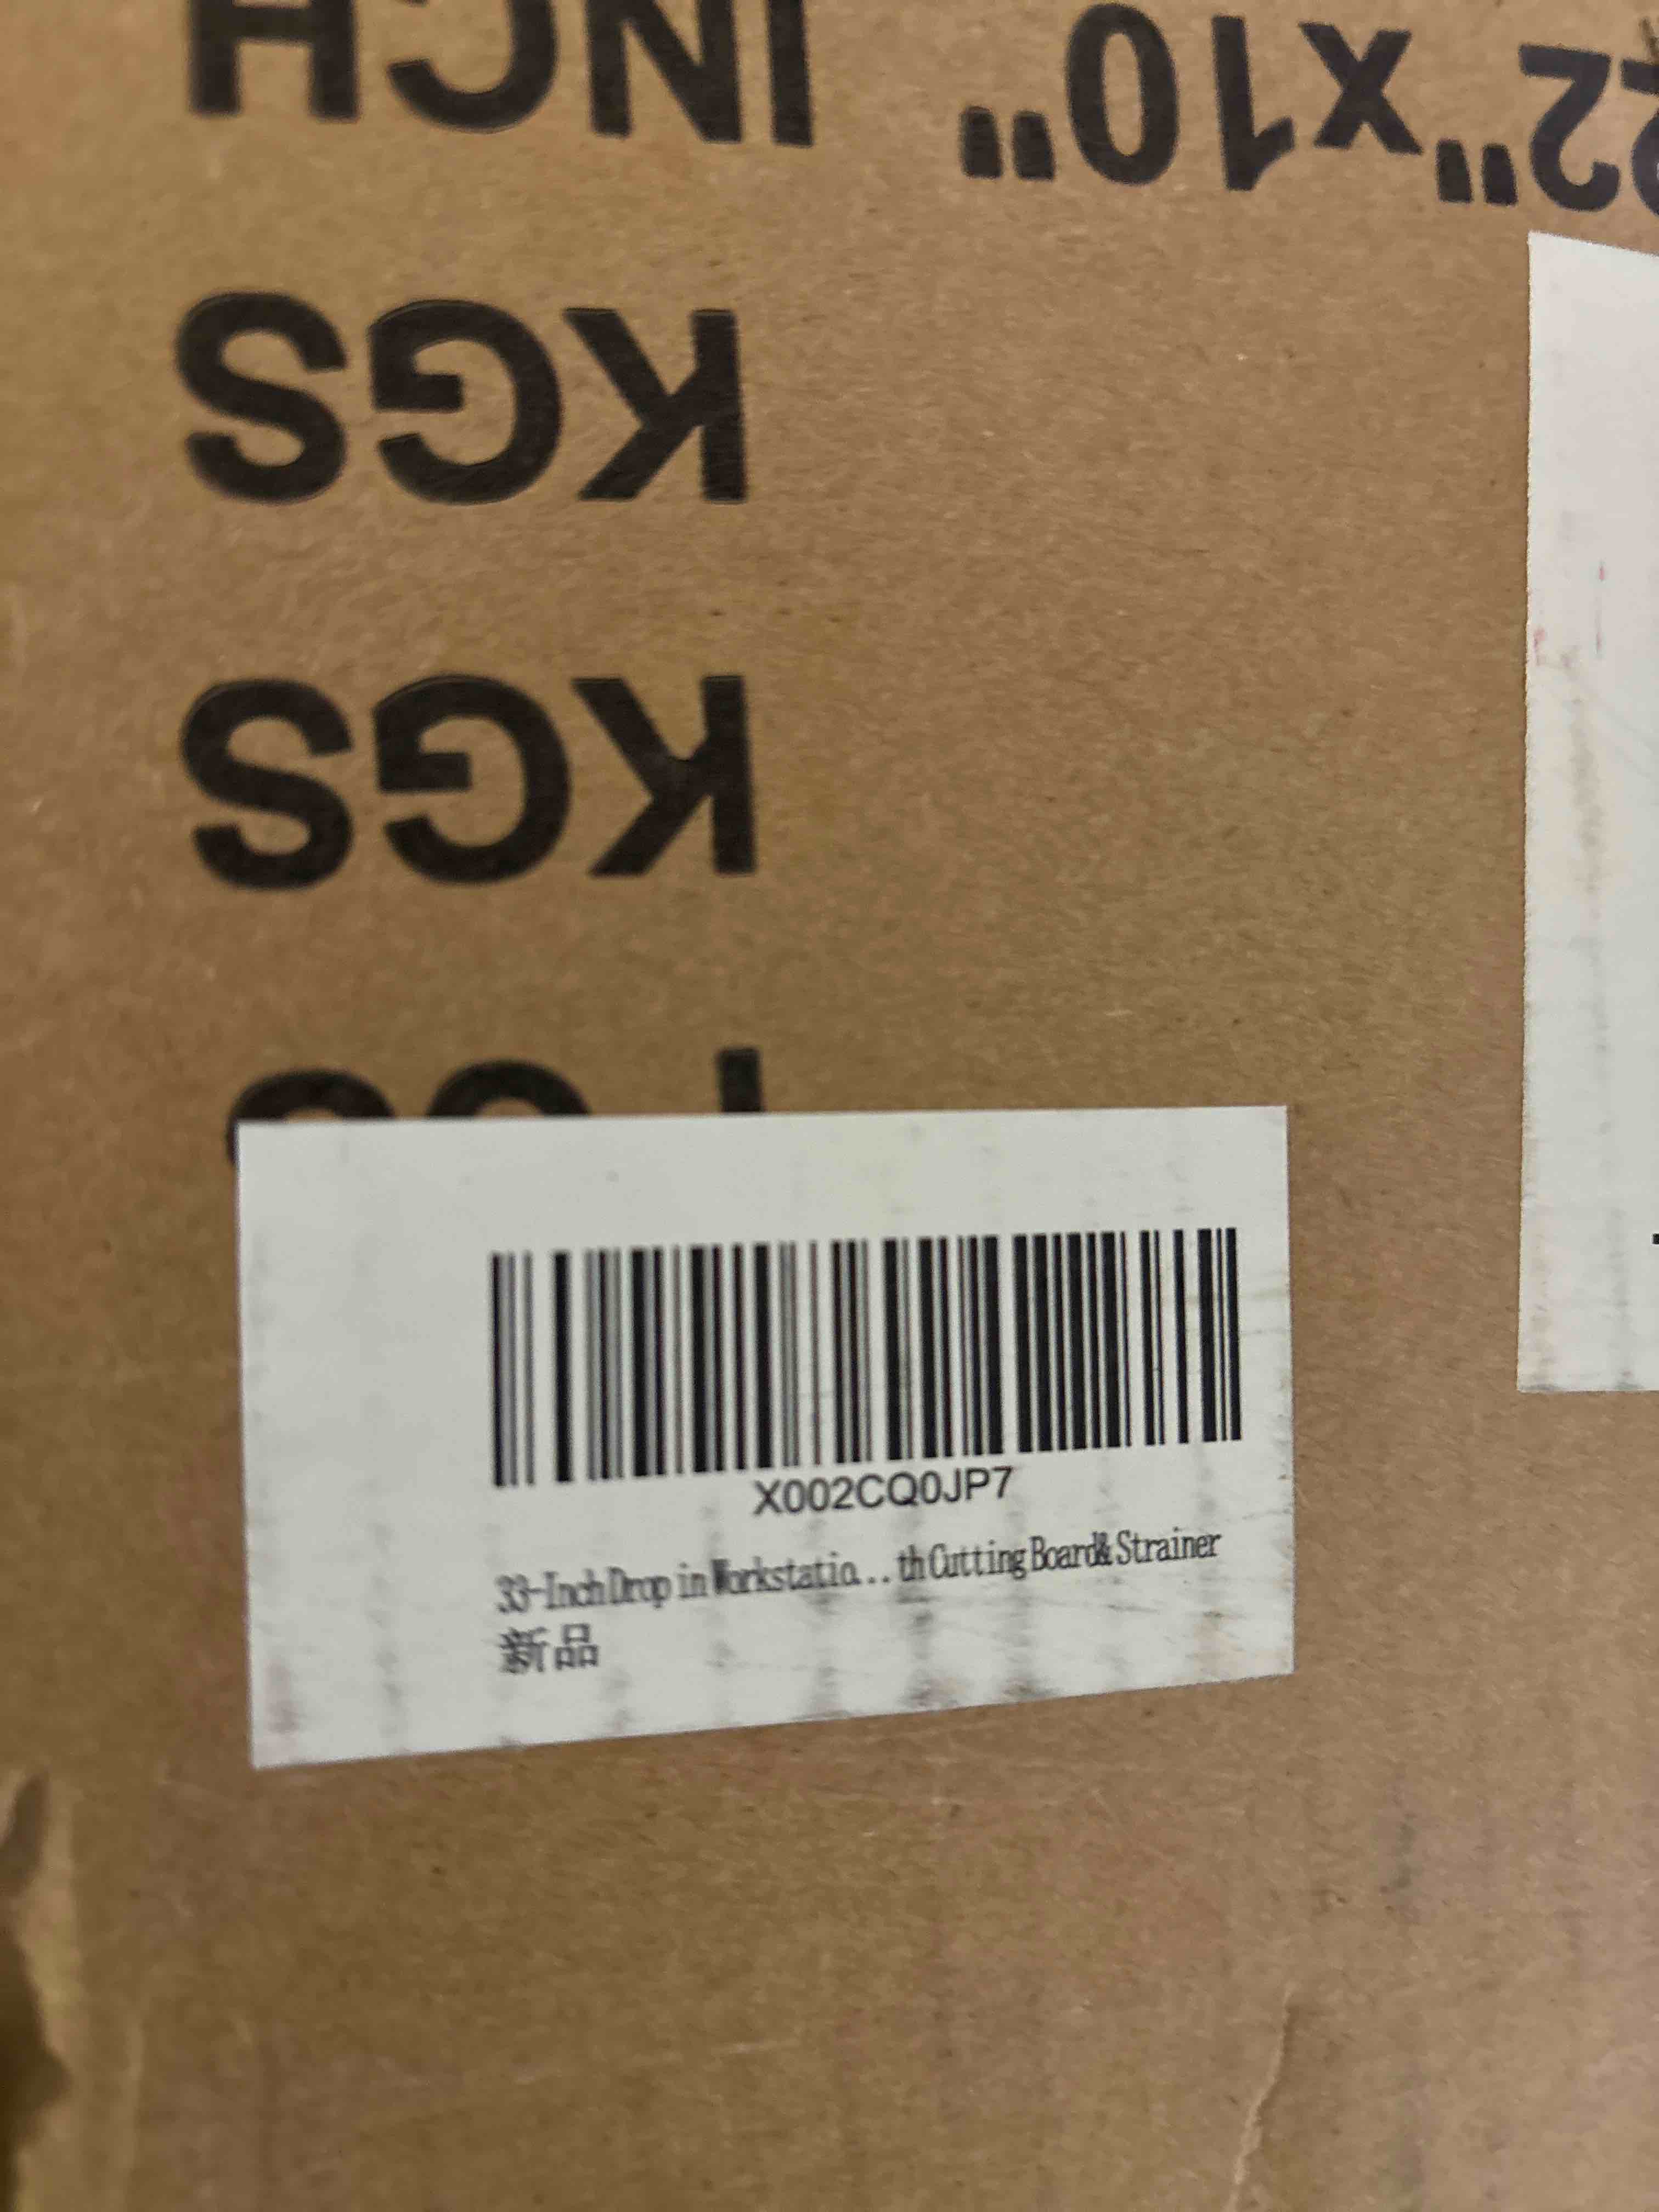 INCH
22"x10"
KGS
KGS
X002CQ0JP7
33-Inch Drop in Workstatio... th Cutting Board& Strainer
新品